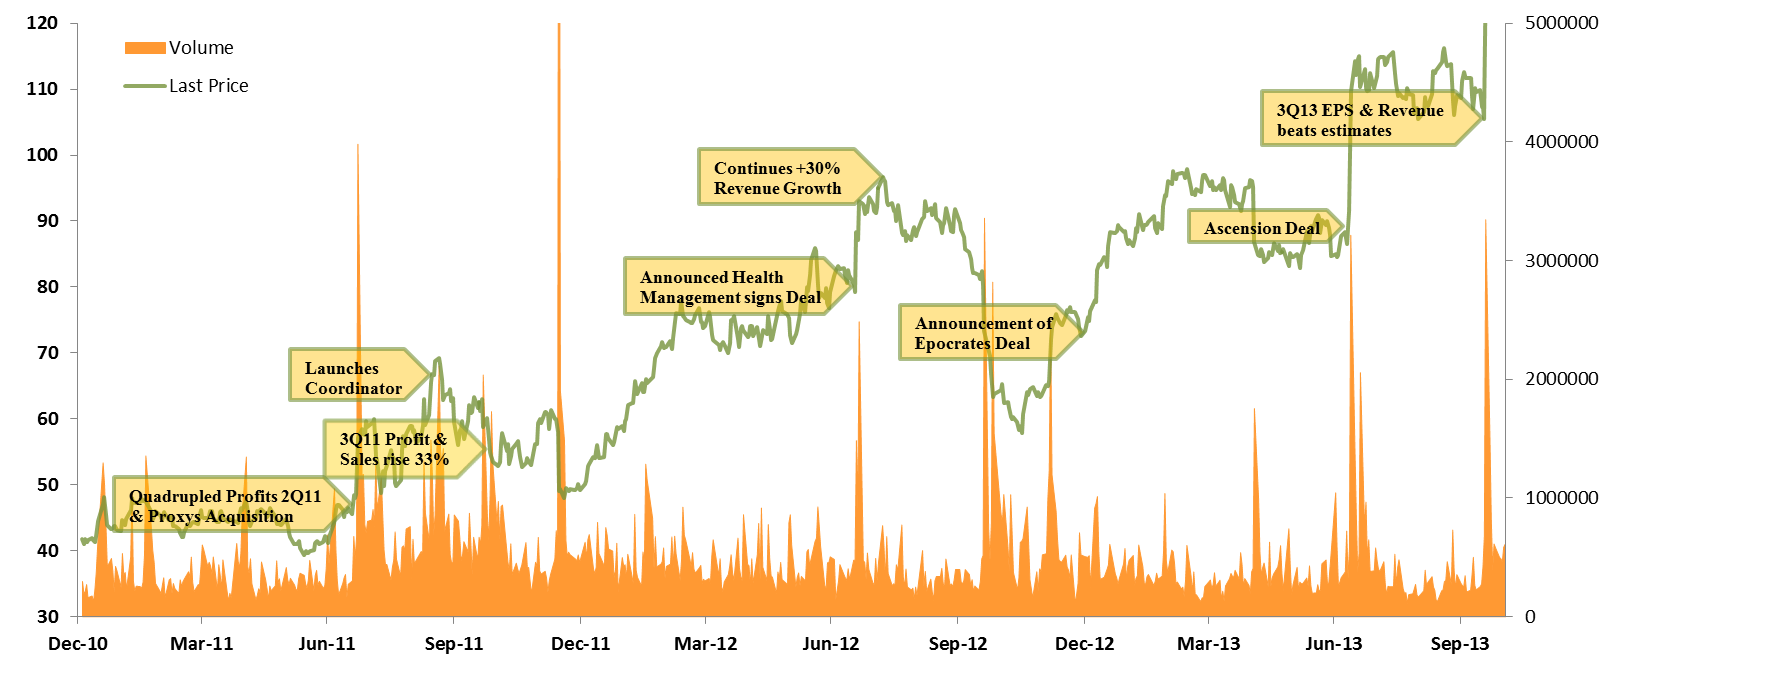 120
110
100
90
80
70
60
50
40
30
Volume
Last Price
5000000
4000000
3000000
2000000
1000000
0
Quadrupled Profits 2Q11
& Proxys Acquisition
Launches
Coordinator
3Q11 Profit &
Sales rise 33%
Announced Health
Management signs Deal
Continues +30%
Revenue Growth
Announcement of
Epocrates Deal
Ascension Deal
3Q13 EPS & Revenue
beats estimates
Dec-10 Mar-11 Jun-11 Sep-11 Dec-11 Mar-12 Jun-12 Sep-12 Dec-12 Mar-13 Jun-13 Sep-13